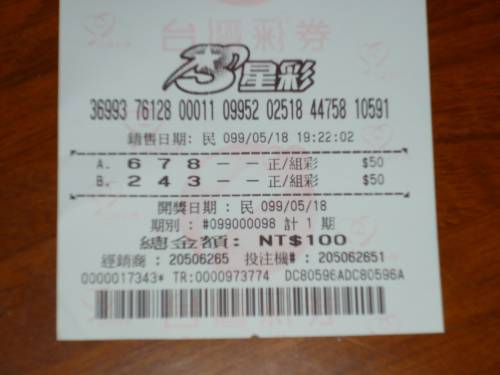 台灣彩券
3星彩
36993 76128 00011 09952 02518 44758 10591
銷售日期: 民 099/05/18 19:22:02
A. 6 7 8 - - 正/組彩 $50
B. 2 4 3 - - 正/組彩 $50
開獎日期 : 民 099/05/18
期別 : #099000098 計 1 期
總金額: NT$100
經銷商 : 20506265 投注機# : 205062651
0000017343* TR:0000973774 DC80596ADC80596A